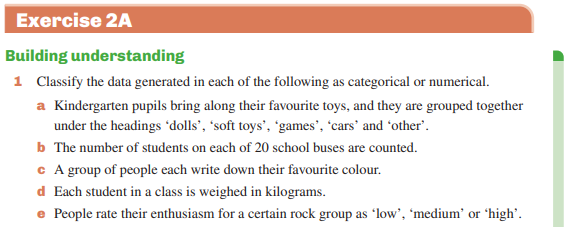 Exercise 2A
Building understanding
1 Classify the data generated in each of the following as categorical or numerical.
a Kindergarten pupils bring along their favourite toys, and they are grouped together
under the headings ‘dolls’, ‘soft toys’, ‘games’, ‘cars’ and ‘other’.
b The number of students on each of 20 school buses are counted.
c A group of people each write down their favourite colour.
d Each student in a class is weighed in kilograms.
e People rate their enthusiasm for a certain rock group as ‘low’, ‘medium’ or ‘high’.